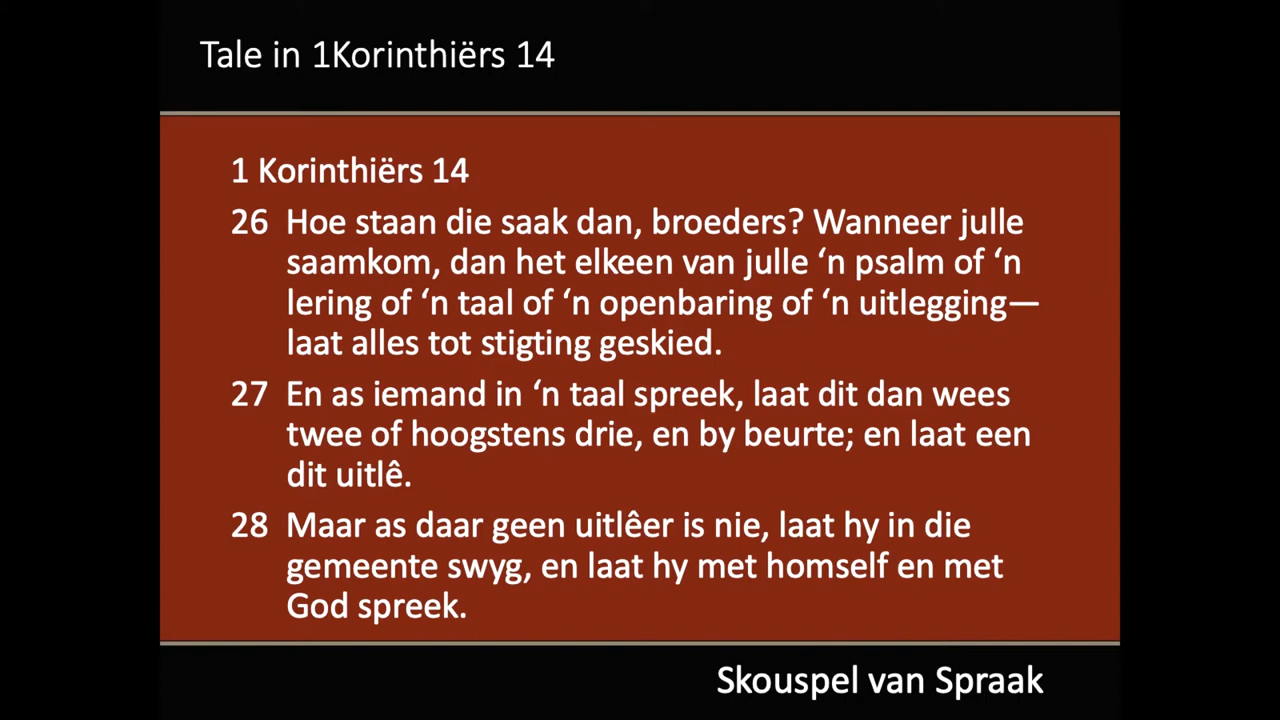 Tale in 1Korinthiërs 14
1 Korinthiërs 14
26 Hoe staan die saak dan, broeders? Wanneer julle
saamkom, dan het elkeen van julle ‘n psalm of ‘n
lering of ‘n taal of ‘n openbaring of ‘n uitlegging—
laat alles tot stigting geskied.
27 En as iemand in ‘n taal spreek, laat dit dan wees
twee of hoogstens drie, en by beurte; en laat een
dit uitlê.
28 Maar as daar geen uitlêer is nie, laat hy in die
gemeente swyg, en laat hy met homself en met
God spreek.
Skouspel van Spraak